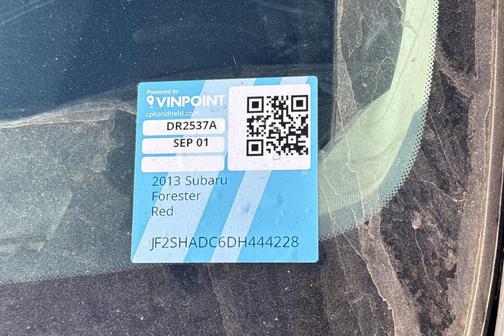 Powered by
VINPOINT
cphandheld.com
DR2537A
SEP 01
2013 Subaru
Forester
Red
JF2SHADC6DH444228